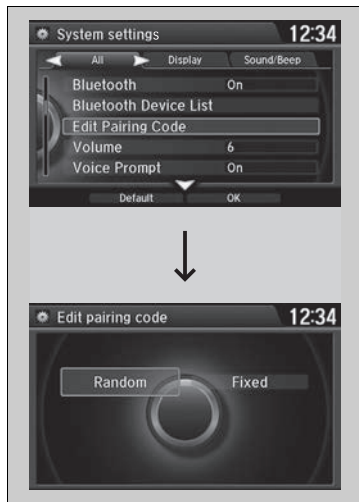 System settings 12:34
All Display Sound/Beep
Bluetooth On
Bluetooth Device List
Edit Pairing Code
Volume 6
Voice Prompt On
Default OK
Edit pairing code 12:34
Random Fixed